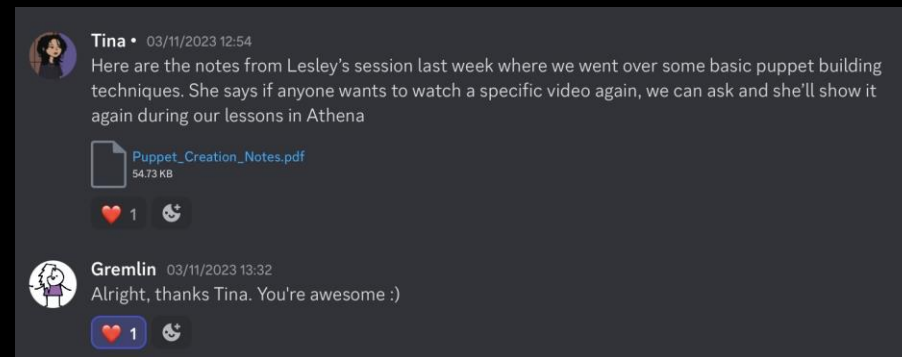 Tina • 03/11/2023 12:54
Here are the notes from Lesley's session last week where we went over some basic puppet building
techniques. She says if anyone wants to watch a specific video again, we can ask and she'll show it
again during our lessons in Athena
Puppet_Creation_Notes.pdf
54.73 KB
❤️ 1
Gremlin 03/11/2023 13:32
Alright, thanks Tina. You're awesome :)
❤️ 1